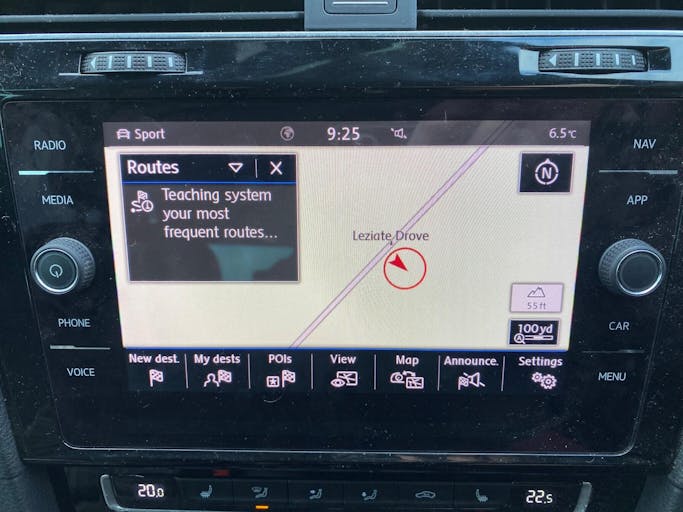 Sport
9:25
6.5°C
RADIO
MEDIA
PHONE
VOICE
NAV
APP
CAR
MENU
Routes
X
Teaching system
your most
frequent routes...
N
Leziate Drove
55 ft
100 yd
New dest.
My dests
POIs
View
Map
Announce.
Settings
20.0
22.5